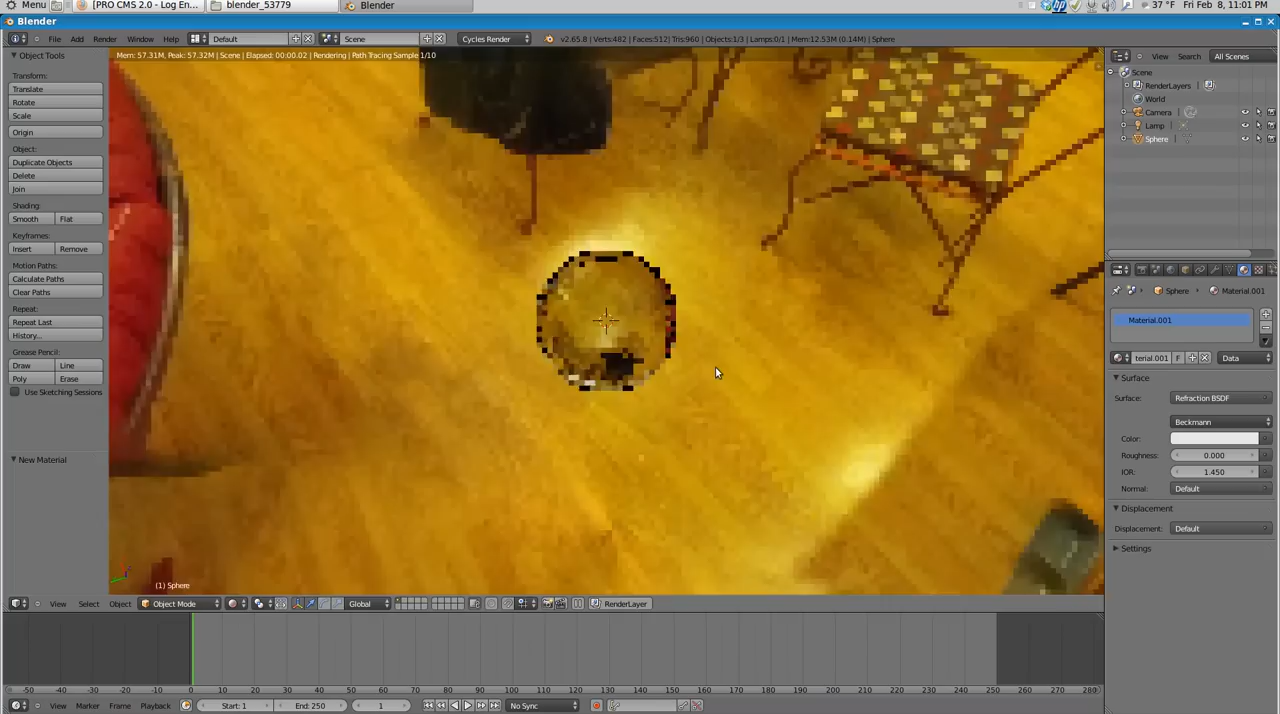 Menu [PRO CMS 2.0 - Log En... blender_53779 Blender 37 °F Fri Feb 8, 11:01 PM
Blender
File Add Render Window Help Default Scene Cycles Render v2.65.8 | Verts:482 | Faces:512| Tris:960 | Objects:1/3 | Lamps:0/1 | Mem:12.53M (0.14M) | Sphere
Object Tools
Transform:
Translate
Rotate
Scale
Origin
Object:
Duplicate Objects
Delete
Join
Shading:
Smooth Flat
Keyframes:
Insert Remove
Motion Paths:
Calculate Paths
Clear Paths
Repeat:
Repeat Last
History...
Grease Pencil:
Draw Line
Poly Erase
Use Sketching Sessions
New Material
Mem: 57.31M, Peak: 57.32M | Scene | Elapsed: 00:00.02 | Rendering | Path Tracing Sample 1/10
(1) Sphere
View Select Object Object Mode Global RenderLayer
View Search All Scenes
Scene
RenderLayers |
World
Camera |
Lamp |
Sphere |
Sphere Material.001
Material.001
terial.001 F Data
Surface
Surface: Refraction BSDF
Beckmann
Color:
Roughness: 0.000
IOR: 1.450
Normal: Default
Displacement
Displacement: Default
Settings
-50 -40 -30 -20 -10 0 10 20 30 40 50 60 70 80 90 100 110 120 130 140 150 160 170 180 190 200 210 220 230 240 250 260 270 280
View Marker Frame Playback Start: 1 End: 250 1 No Sync